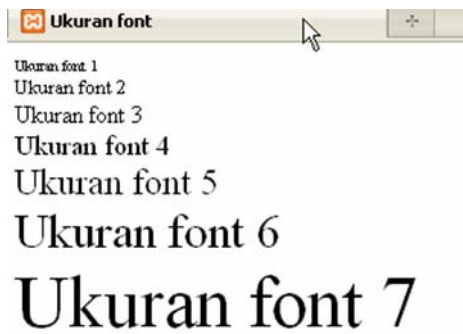 Ukuran font
Ukuran font 1
Ukuran font 2
Ukuran font 3
Ukuran font 4
Ukuran font 5
Ukuran font 6
Ukuran font 7